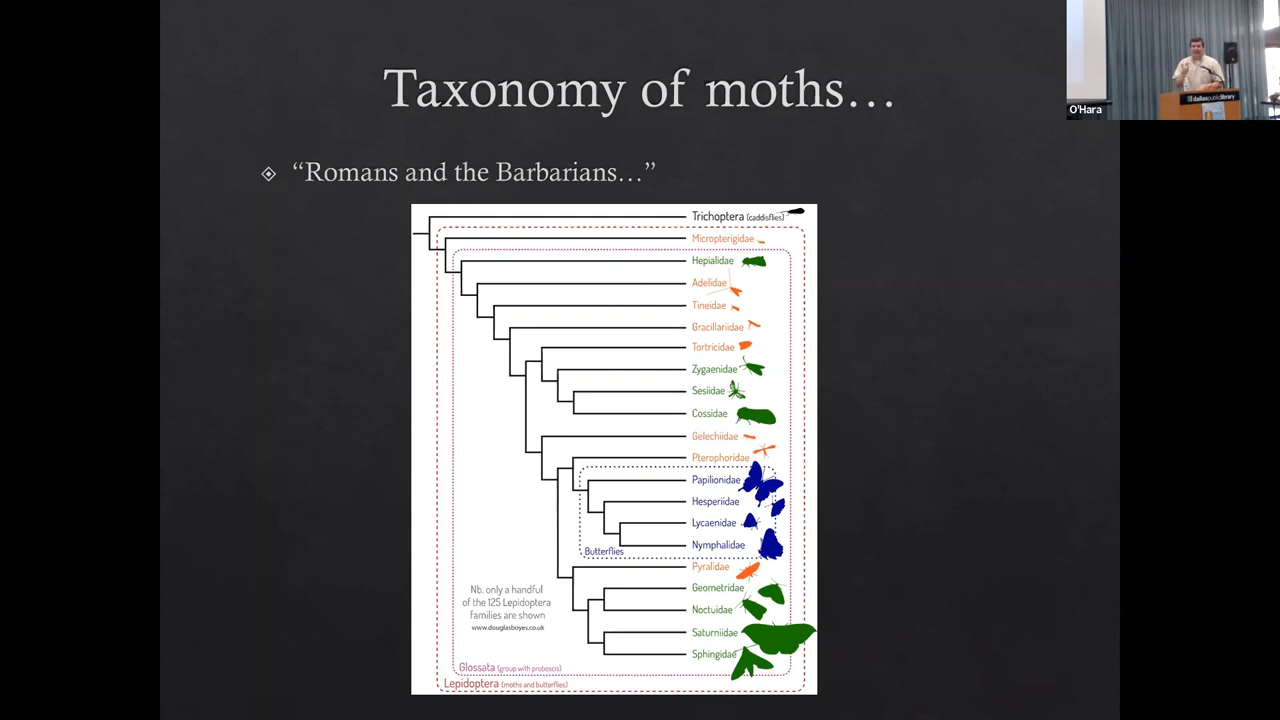 Taxonomy of moths...
O'Hara
dallaspubliclibrary
“Romans and the Barbarians...”
Trichoptera (caddisflies)
Micropterigidae
Hepialidae
Adelidae
Tineidae
Gracillariidae
Tortricidae
Zygaenidae
Sesiidae
Cossidae
Gelechiidae
Pterophoridae
Papilionidae
Hesperiidae
Lycaenidae
Nymphalidae
Butterflies
Pyralidae
Geometridae
Noctuidae
Saturniidae
Sphingidae
Nb. only a handful
of the 125 Lepidoptera
families are shown
www.douglasboyes.co.uk
Glossata (group with proboscis)
Lepidoptera (moths and butterflies)